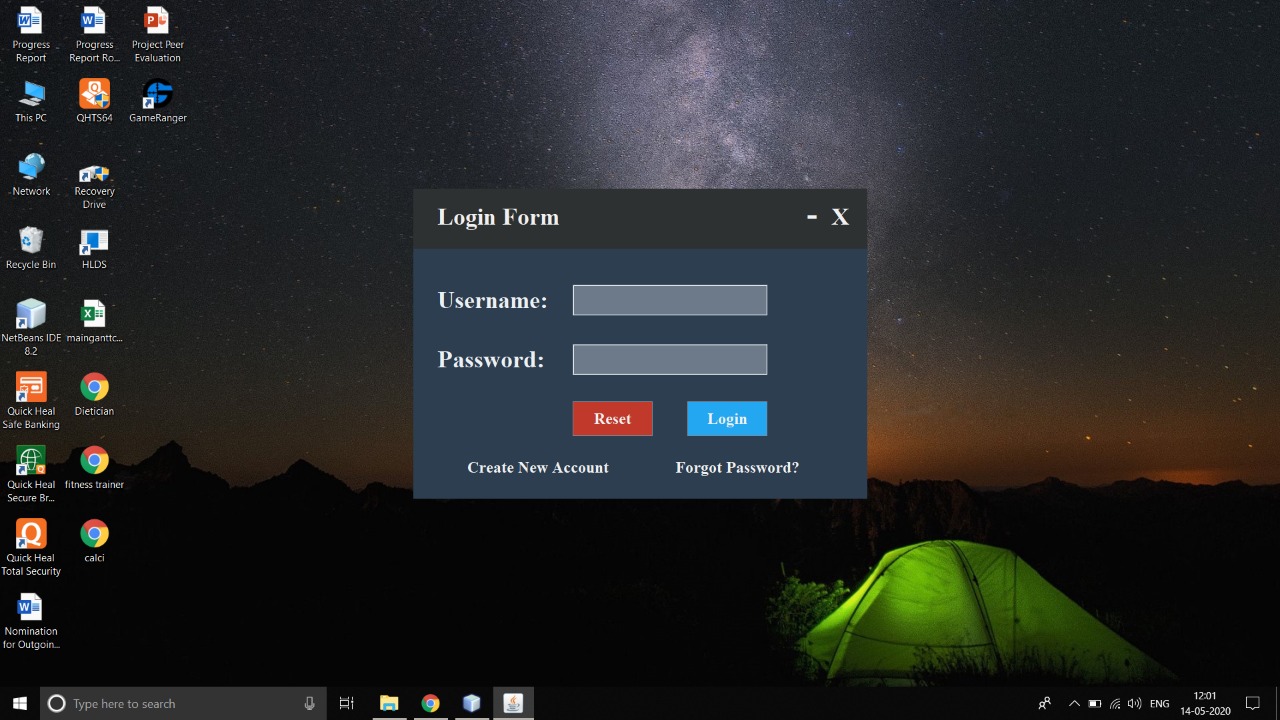 Progress
Report
Progress
Report Ro...
Project Peer
Evaluation
This PC
QHTS64
GameRanger
Network
Recovery
Drive
Recycle Bin
HLDS
NetBeans IDE
8.2
mainganttc...
Quick Heal
Safe Banking
Dietician
Quick Heal
Secure Br...
fitness trainer
Quick Heal
Total Security
calci
Nomination
for Outgoin...
Login Form
- X
Username:
Password:
Reset
Login
Create New Account
Forgot Password?
Type here to search
ENG
12:01
14-05-2020